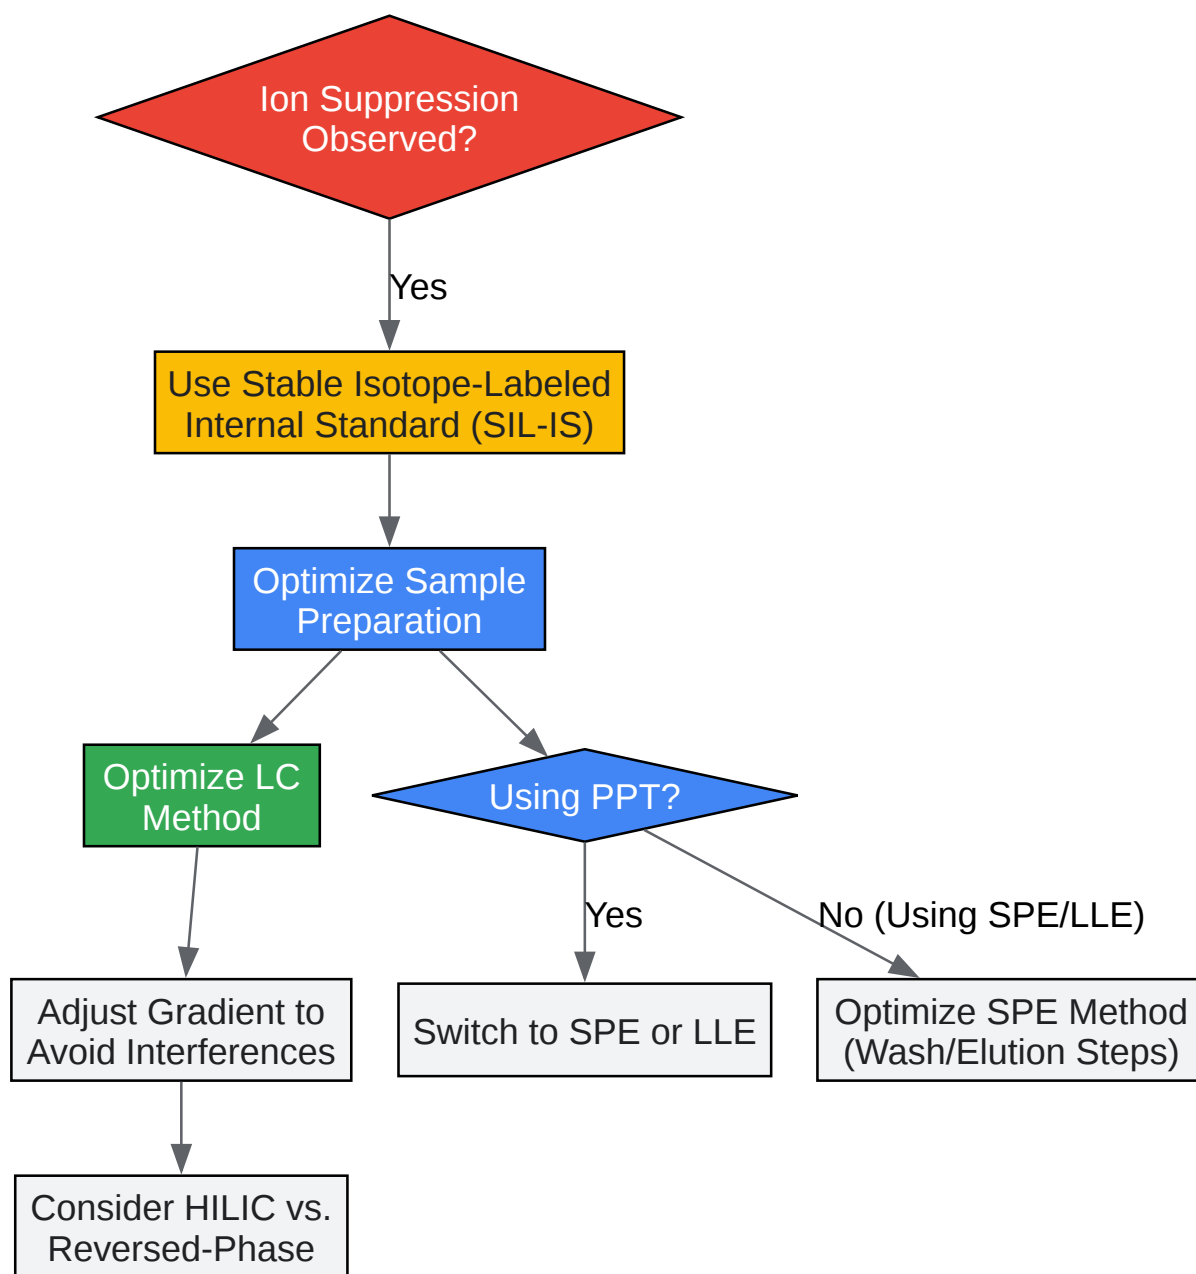 Ion Suppression
Observed?
Yes
Use Stable Isotope-Labeled
Internal Standard (SIL-IS)
Optimize Sample
Preparation
Optimize LC
Method
Using PPT?
Yes
No (Using SPE/LLE)
Adjust Gradient to
Avoid Interferences
Switch to SPE or LLE
Optimize SPE Method
(Wash/Elution Steps)
Consider HILIC vs.
Reversed-Phase